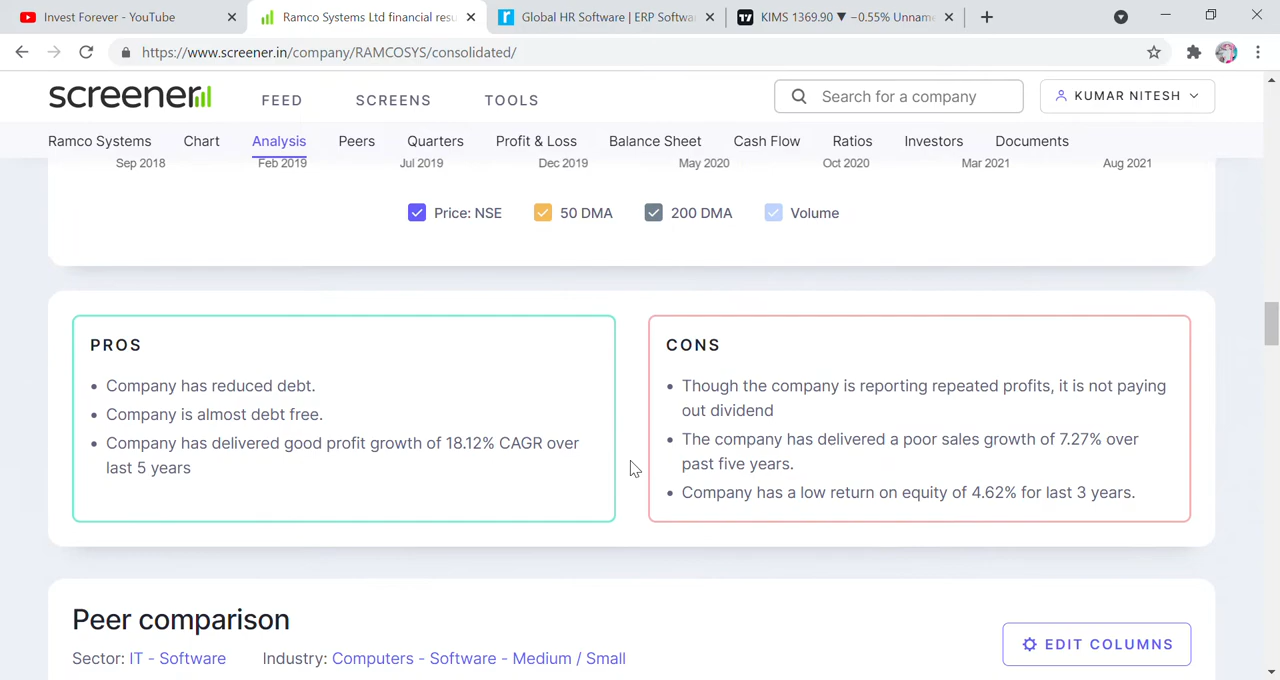 Invest Forever - YouTube
Ramco Systems Ltd financial resu
Global HR Software | ERP Softwa
KIMS 1369.90 ▼ −0.55% Unnam
https://www.screener.in/company/RAMCOSYS/consolidated/
screener
FEED
SCREENS
TOOLS
Search for a company
KUMAR NITESH
Ramco Systems
Chart
Analysis
Peers
Quarters
Profit & Loss
Balance Sheet
Cash Flow
Ratios
Investors
Documents
Sep 2018
Feb 2019
Jul 2019
Dec 2019
May 2020
Oct 2020
Mar 2021
Aug 2021
Price: NSE
50 DMA
200 DMA
Volume
PROS
Company has reduced debt.
Company is almost debt free.
Company has delivered good profit growth of 18.12% CAGR over
last 5 years
CONS
Though the company is reporting repeated profits, it is not paying
out dividend
The company has delivered a poor sales growth of 7.27% over
past five years.
Company has a low return on equity of 4.62% for last 3 years.
Peer comparison
Sector: IT - Software
Industry: Computers - Software - Medium / Small
EDIT COLUMNS